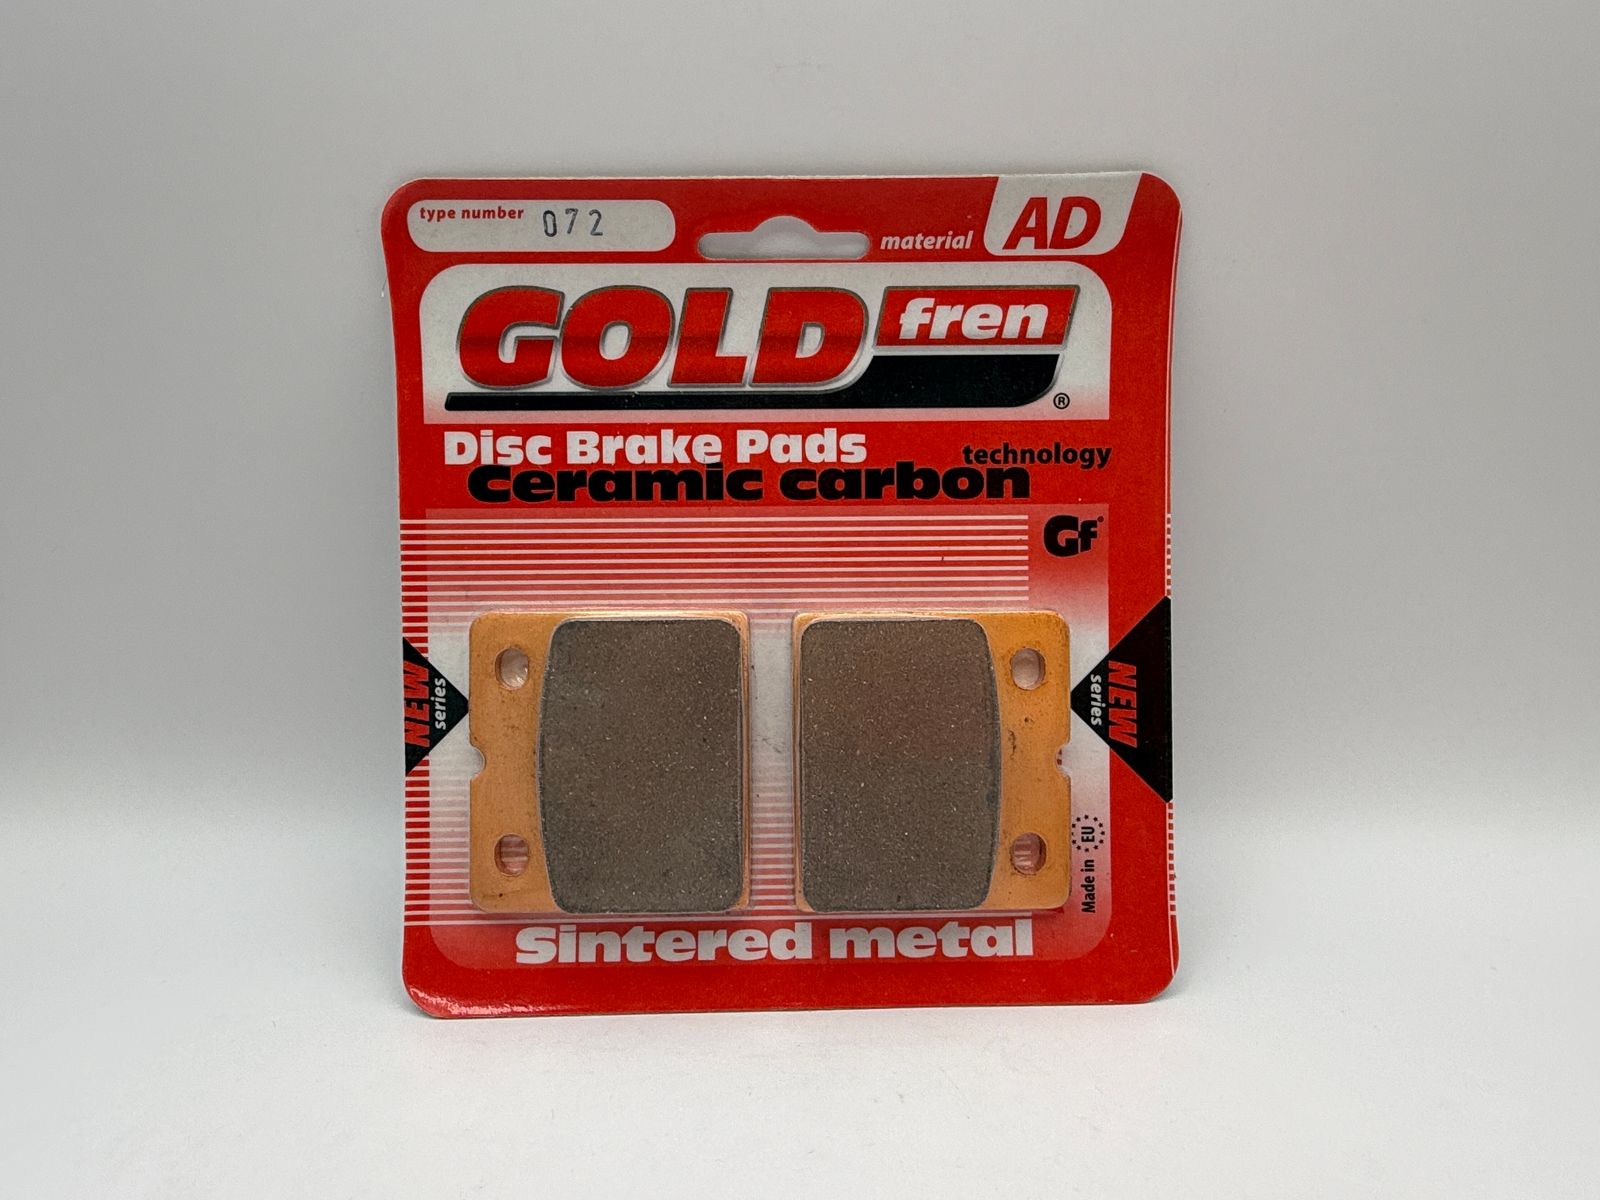 type number 072
material AD
GOLD fren ®
Disc Brake Pads
technology
Ceramic carbon
Gf
NEW series
NEW series
Made in EU
Sintered metal